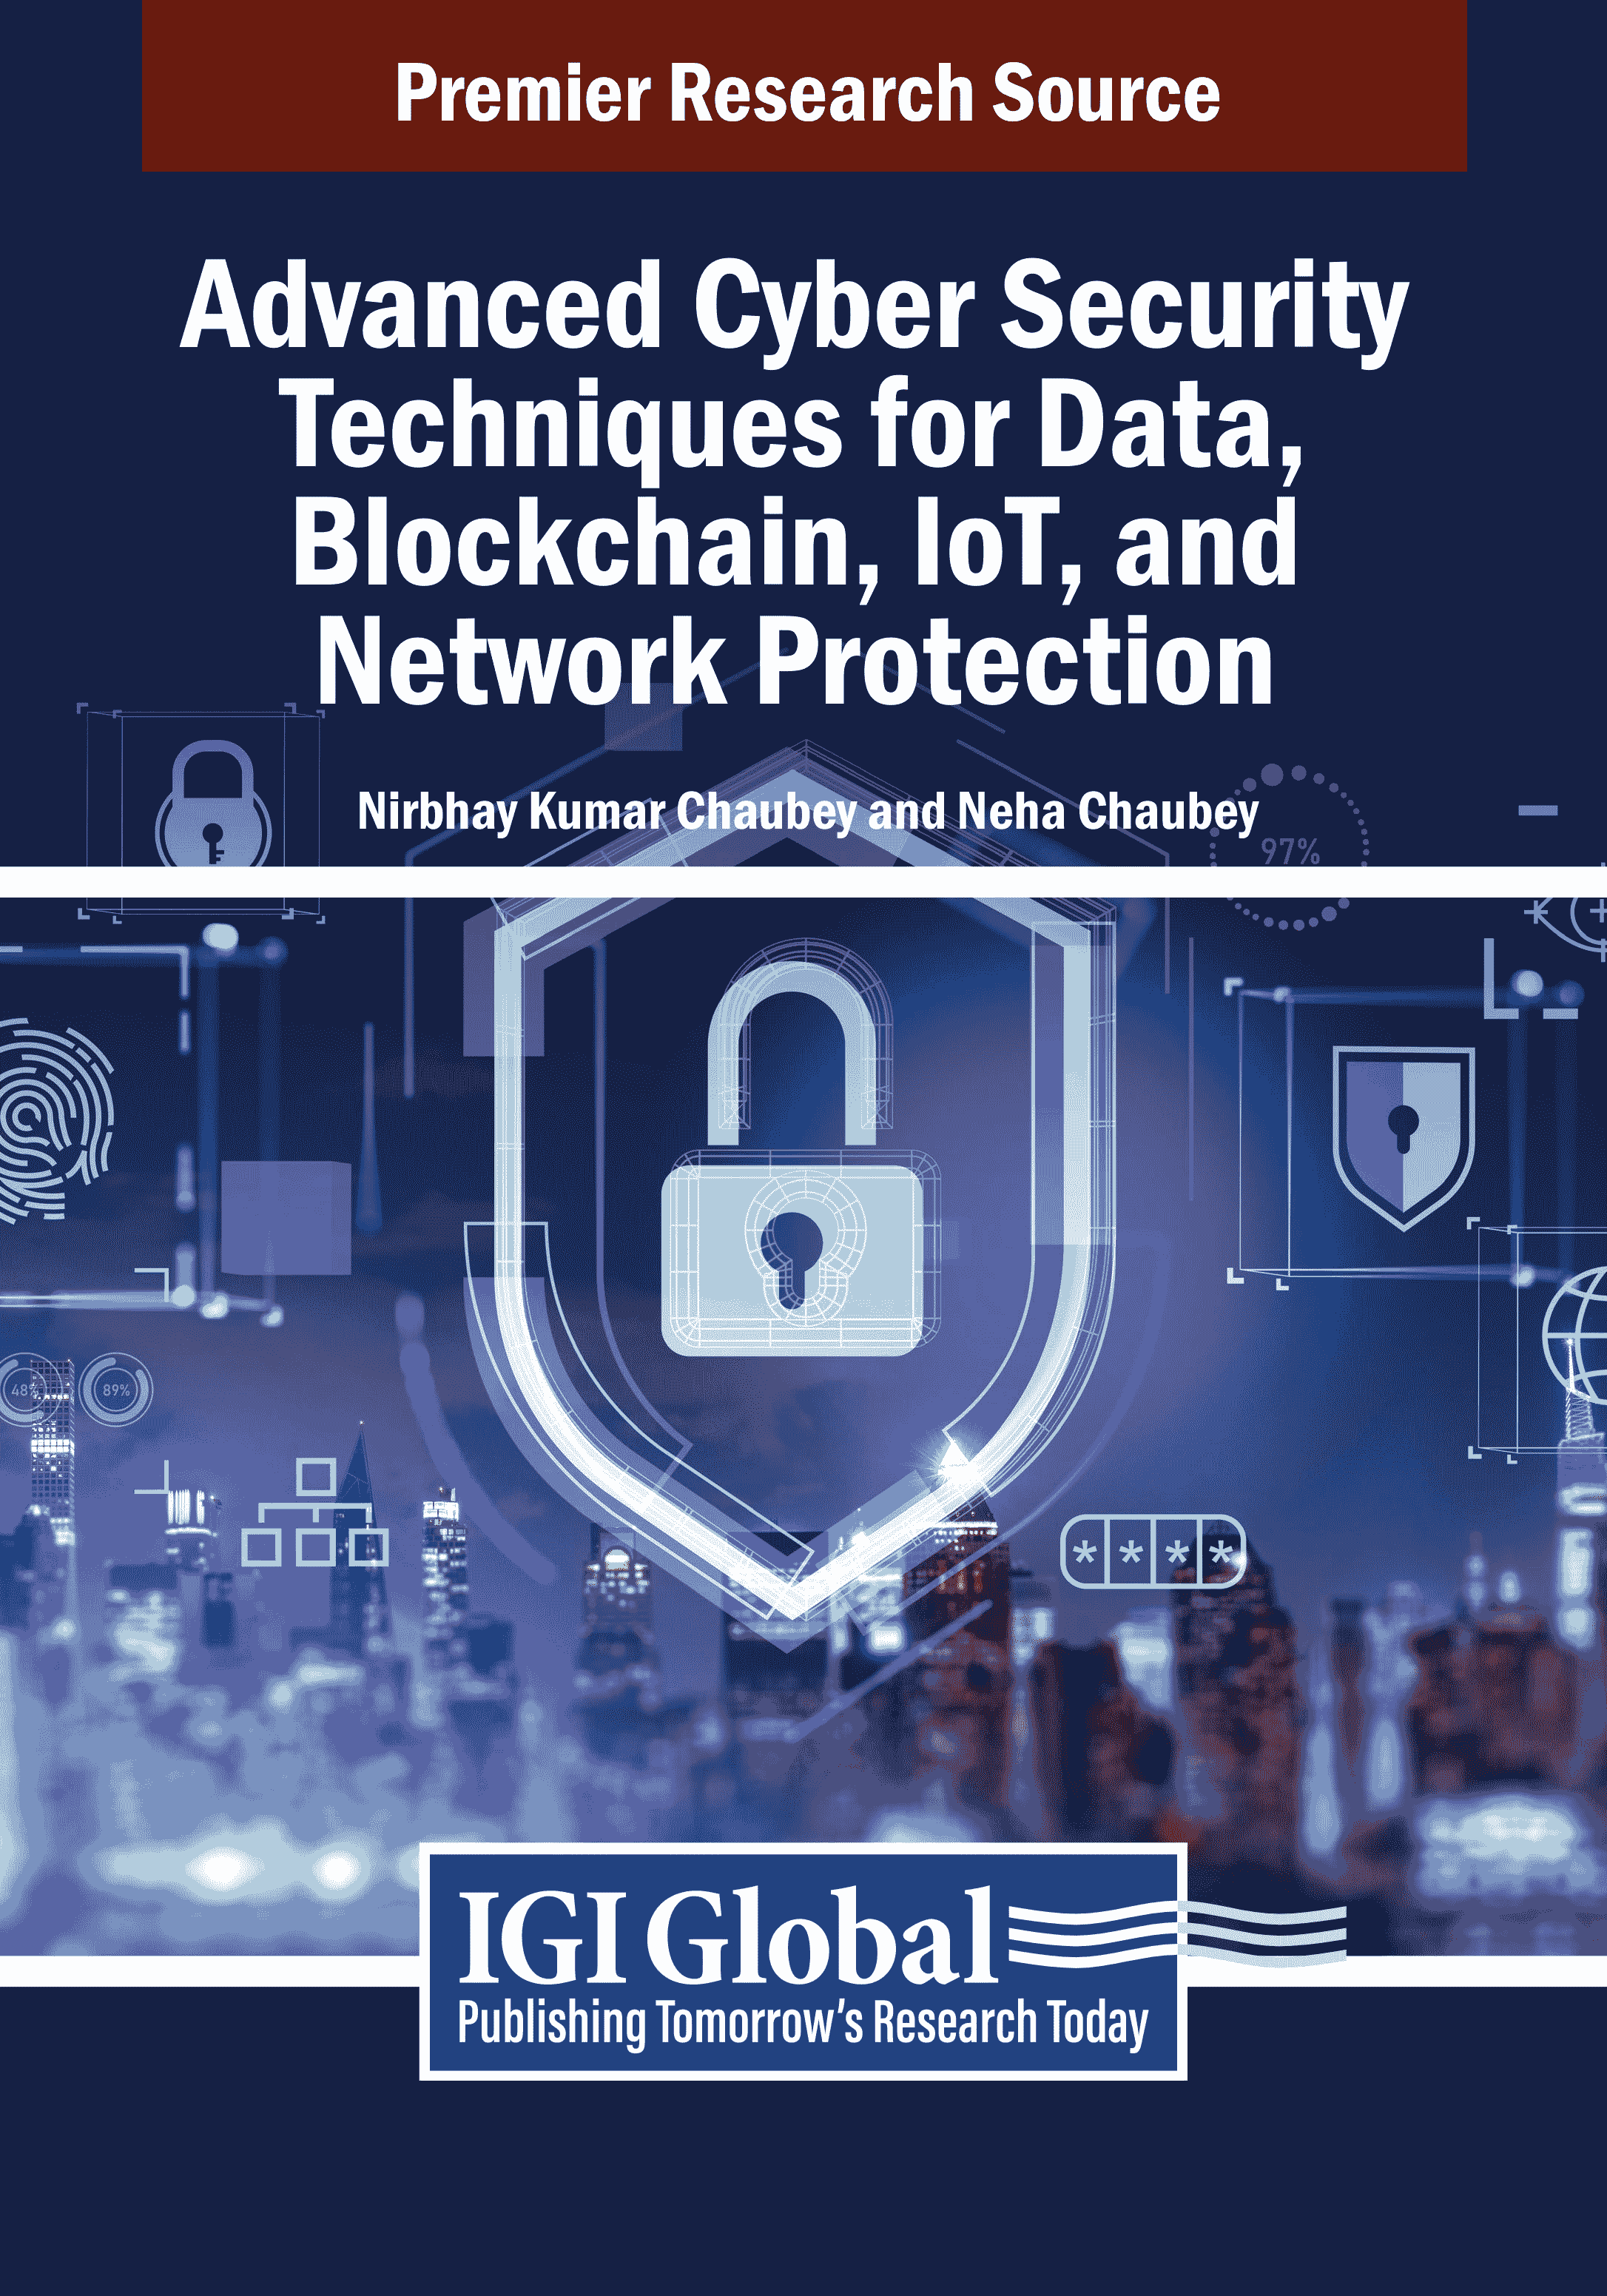 Premier Research Source
Advanced Cyber Security
Techniques for Data,
Blockchain, IoT, and
Network Protection
Nirbhay Kumar Chaubey and Neha Chaubey
97%
48%
89%
* * * *
IGI Global
Publishing Tomorrow's Research Today